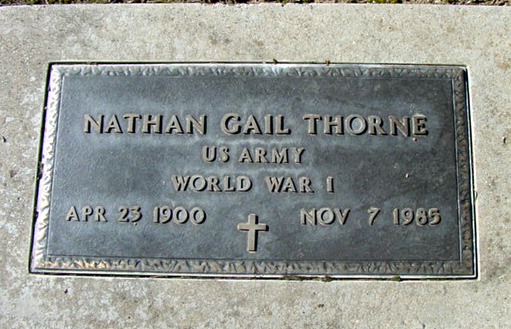 NATHAN GAIL THORNE
US ARMY
WORLD WAR I
APR 23 1900 NOV 7 1985